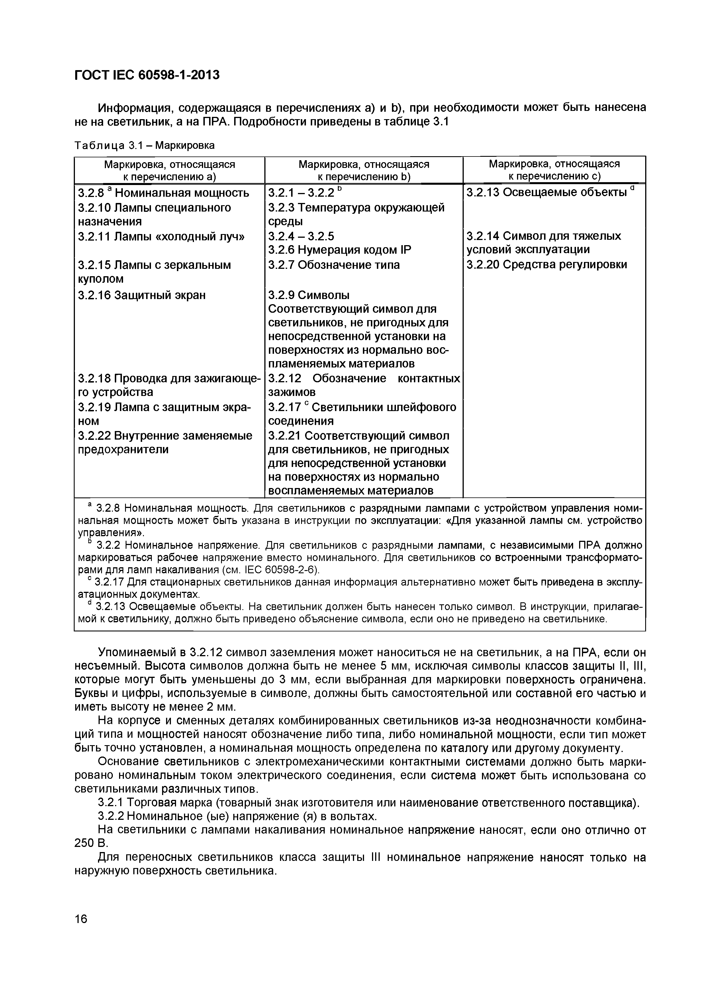 ГОСТ IEC 60598-1-2013
Информация, содержащаяся в перечислениях a) и b), при необходимости может быть нанесена
не на светильник, а на ПРА. Подробности приведены в таблице 3.1
Таблица 3.1 – Маркировка
Маркировка, относящаяся
к перечислению a)
Маркировка, относящаяся
к перечислению b)
Маркировка, относящаяся
к перечислению c)
3.2.8 a Номинальная мощность
3.2.1 – 3.2.2 b
3.2.13 Освещаемые объекты d
3.2.10 Лампы специального
назначения
3.2.3 Температура окружающей
среды
3.2.11 Лампы «холодный луч»
3.2.4 – 3.2.5
3.2.6 Нумерация кодом IP
3.2.14 Символ для тяжелых
условий эксплуатации
3.2.15 Лампы с зеркальным
куполом
3.2.7 Обозначение типа
3.2.20 Средства регулировки
3.2.16 Защитный экран
3.2.9 Символы
Соответствующий символ для
светильников, не пригодных для
непосредственной установки на
поверхностях из нормально вос-
пламеняемых материалов
3.2.18 Проводка для зажигающе-
го устройства
3.2.12 Обозначение контактных
зажимов
3.2.19 Лампа с защитным экра-
ном
3.2.17 c Светильники шлейфового
соединения
3.2.22 Внутренние заменяемые
предохранители
3.2.21 Соответствующий символ
для светильников, не пригодных
для непосредственной установки
на поверхностях из нормально
воспламеняемых материалов
a 3.2.8 Номинальная мощность. Для светильников с разрядными лампами с устройством управления номи-
нальная мощность может быть указана в инструкции по эксплуатации: «Для указанной лампы см. устройство
управления».
b 3.2.2 Номинальное напряжение. Для светильников с разрядными лампами, с независимыми ПРА должно
маркироваться рабочее напряжение вместо номинального. Для светильников со встроенными трансформато-
рами для ламп накаливания (см. IEC 60598-2-6).
c 3.2.17 Для стационарных светильников данная информация альтернативно может быть приведена в эксплу-
атационных документах.
d 3.2.13 Освещаемые объекты. На светильник должен быть нанесен только символ. В инструкции, прилагае-
мой к светильнику, должно быть приведено объяснение символа, если оно не приведено на светильнике.
Упоминаемый в 3.2.12 символ заземления может наноситься не на светильник, а на ПРА, если он
несъемный. Высота символов должна быть не менее 5 мм, исключая символы классов защиты II, III,
которые могут быть уменьшены до 3 мм, если выбранная для маркировки поверхность ограничена.
Буквы и цифры, используемые в символе, должны быть самостоятельной или составной его частью и
иметь высоту не менее 2 мм.
На корпусе и сменных деталях комбинированных светильников из-за неоднозначности комбина-
ций типа и мощностей наносят обозначение либо типа, либо номинальной мощности, если тип может
быть точно установлен, а номинальная мощность определена по каталогу или другому документу.
Основание светильников с электромеханическими контактными системами должно быть марки-
ровано номинальным током электрического соединения, если система может быть использована со
светильниками различных типов.
3.2.1 Торговая марка (товарный знак изготовителя или наименование ответственного поставщика).
3.2.2 Номинальное (ые) напряжение (я) в вольтах.
На светильники с лампами накаливания номинальное напряжение наносят, если оно отлично от
250 В.
Для переносных светильников класса защиты III номинальное напряжение наносят только на
наружную поверхность светильника.
16